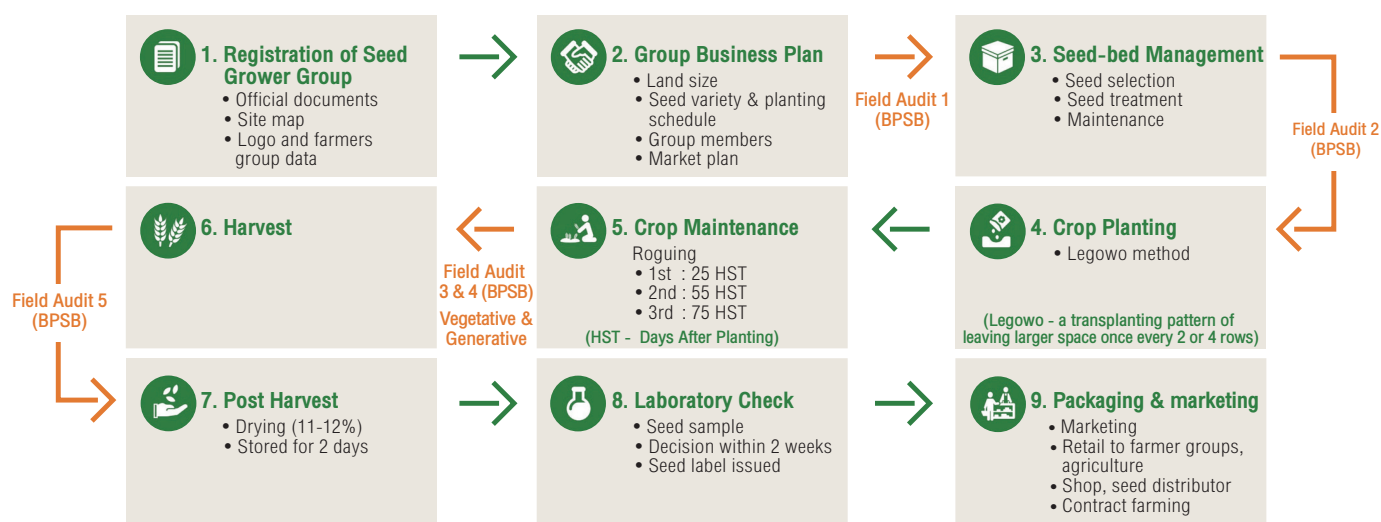 1. Registration of Seed
Grower Group
• Official documents
• Site map
• Logo and farmers
group data
2. Group Business Plan
• Land size
• Seed variety & planting
schedule
• Group members
• Market plan
Field Audit 1
(BPSB)
3. Seed-bed Management
• Seed selection
• Seed treatment
• Maintenance
Field Audit 2
(BPSB)
4. Crop Planting
• Legowo method
(Legowo - a transplanting pattern of
leaving larger space once every 2 or 4 rows)
5. Crop Maintenance
Roguing
• 1st : 25 HST
• 2nd : 55 HST
• 3rd : 75 HST
(HST - Days After Planting)
Field Audit
3 & 4 (BPSB)
Vegetative &
Generative
6. Harvest
Field Audit 5
(BPSB)
7. Post Harvest
• Drying (11-12%)
• Stored for 2 days
8. Laboratory Check
• Seed sample
• Decision within 2 weeks
• Seed label issued
9. Packaging & marketing
• Marketing
• Retail to farmer groups,
agriculture
• Shop, seed distributor
• Contract farming